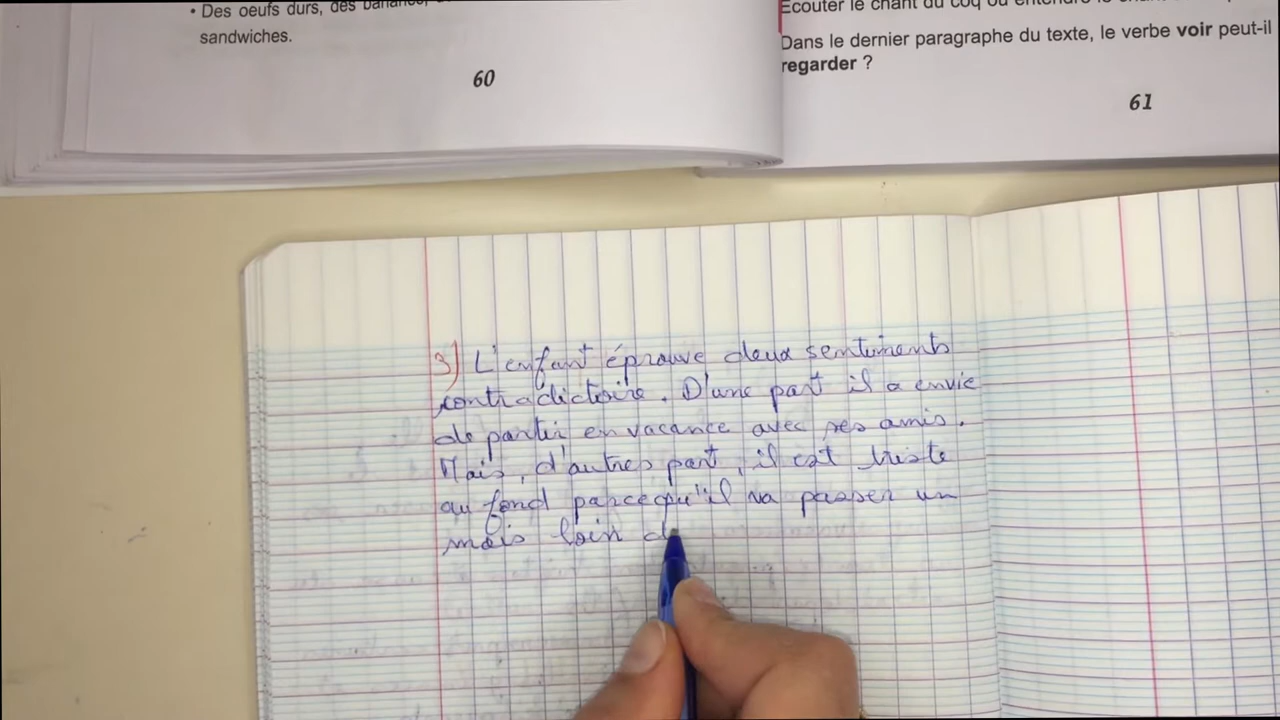 • Des oeufs durs, des
sandwiches.
60
Écouter le chant du coq ou entendre le
Dans le dernier paragraphe du texte, le verbe voir peut-il
regarder ?
61
3) L'enfant éprouve deux sentiments
contradictoire. D'une part il a envie
de partir en vacance avec ses amis.
Mais, d'autres part, il est triste
au fond parcequ'il va passer un
mois loin d